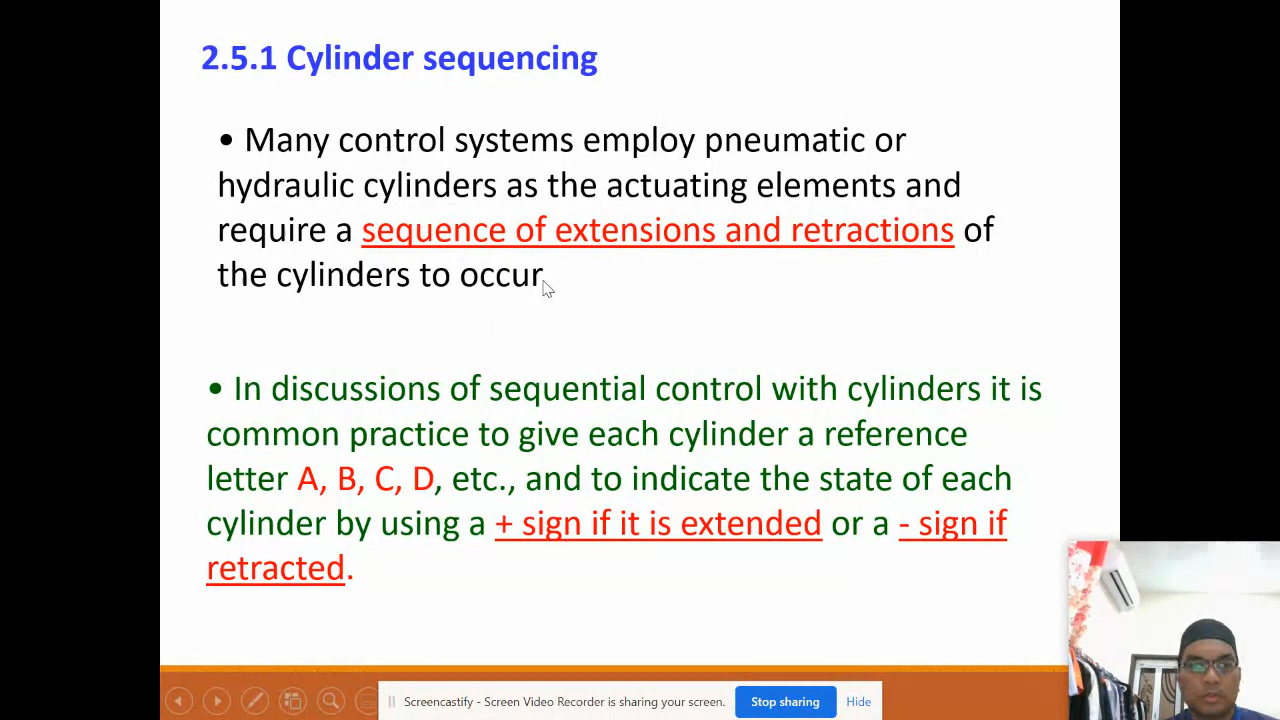 2.5.1 Cylinder sequencing
• Many control systems employ pneumatic or
hydraulic cylinders as the actuating elements and
require a sequence of extensions and retractions of
the cylinders to occur.
• In discussions of sequential control with cylinders it is
common practice to give each cylinder a reference
letter A, B, C, D, etc., and to indicate the state of each
cylinder by using a + sign if it is extended or a - sign if
retracted.
Screencastify - Screen Video Recorder is sharing your screen. Stop sharing Hide